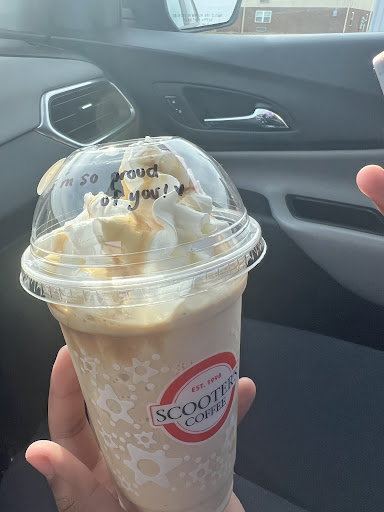 I'm so proud
of you!
EST. 1998
SCOOTER'S
COFFEE